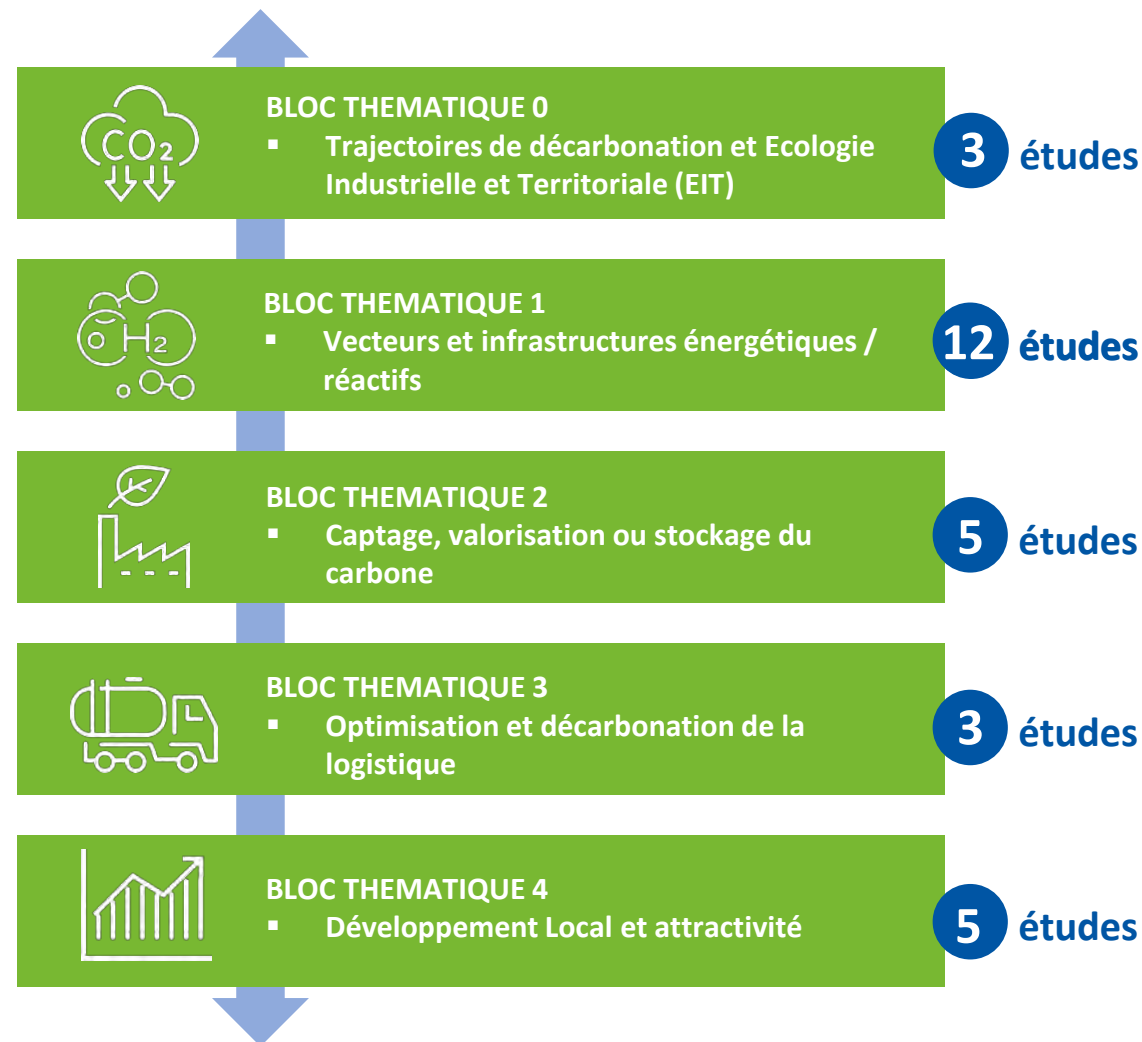 CO2
BLOC THEMATIQUE 0
▪ Trajectoires de décarbonation et Ecologie
Industrielle et Territoriale (EIT)
3 études
H2
BLOC THEMATIQUE 1
▪ Vecteurs et infrastructures énergétiques /
réactifs
12 études
BLOC THEMATIQUE 2
▪ Captage, valorisation ou stockage du
carbone
5 études
BLOC THEMATIQUE 3
▪ Optimisation et décarbonation de la
logistique
3 études
BLOC THEMATIQUE 4
▪ Développement Local et attractivité
5 études